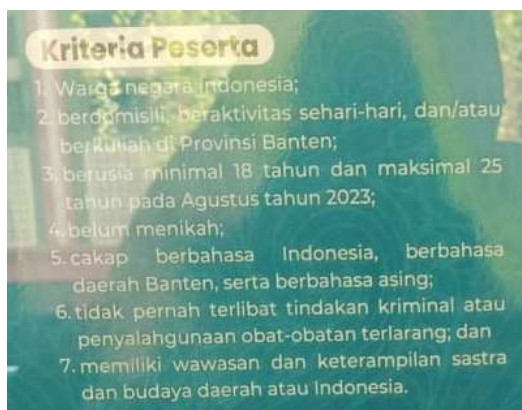 Kriteria Peserta
1. Warga negara Indonesia;
2. berdomisili, beraktivitas sehari-hari, dan/atau
berkuliah di Provinsi Banten;
3. berusia minimal 18 tahun dan maksimal 25
tahun pada Agustus tahun 2023;
4. belum menikah;
5. cakap berbahasa Indonesia, berbahasa
daerah Banten, serta berbahasa asing;
6. tidak pernah terlibat tindakan kriminal atau
penyalahgunaan obat-obatan terlarang; dan
7. memiliki wawasan dan keterampilan sastra
dan budaya daerah atau Indonesia.